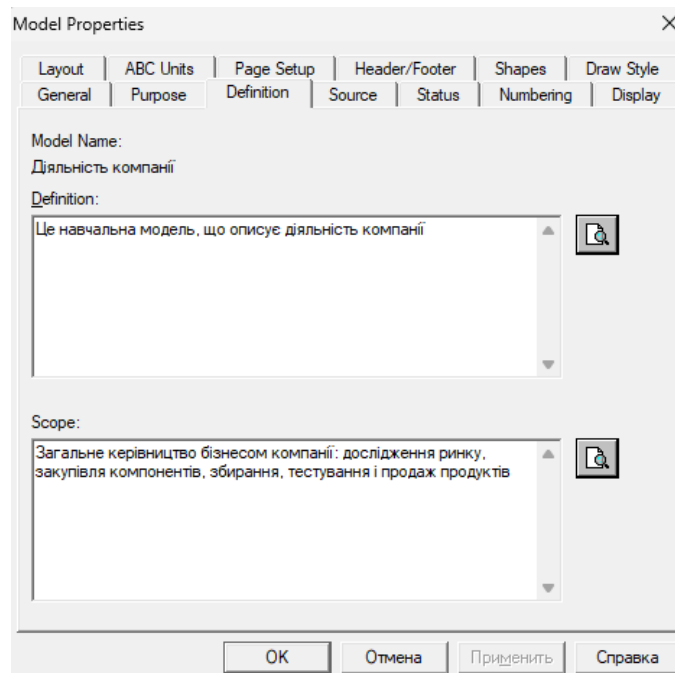 Model Properties
Layout ABC Units Page Setup Header/Footer Shapes Draw Style
General Purpose Definition Source Status Numbering Display
Model Name:
Діяльність компанії
Definition:
Це навчальна модель, що описує діяльність компанії
Scope:
Загальне керівництво бізнесом компанії: дослідження ринку,
закупівля компонентів, збирання, тестування і продаж продуктів
OK Отмена Применить Справка